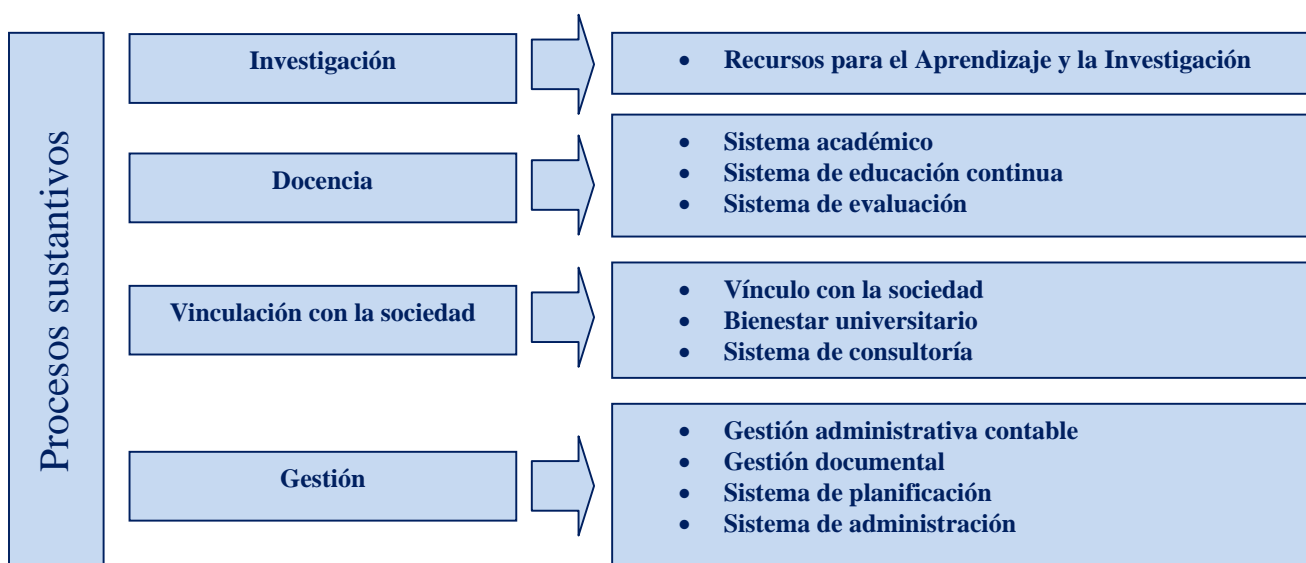 Procesos sustantivos
Investigación
• Recursos para el Aprendizaje y la Investigación
Docencia
• Sistema académico
• Sistema de educación continua
• Sistema de evaluación
Vinculación con la sociedad
• Vínculo con la sociedad
• Bienestar universitario
• Sistema de consultoría
Gestión
• Gestión administrativa contable
• Gestión documental
• Sistema de planificación
• Sistema de administración